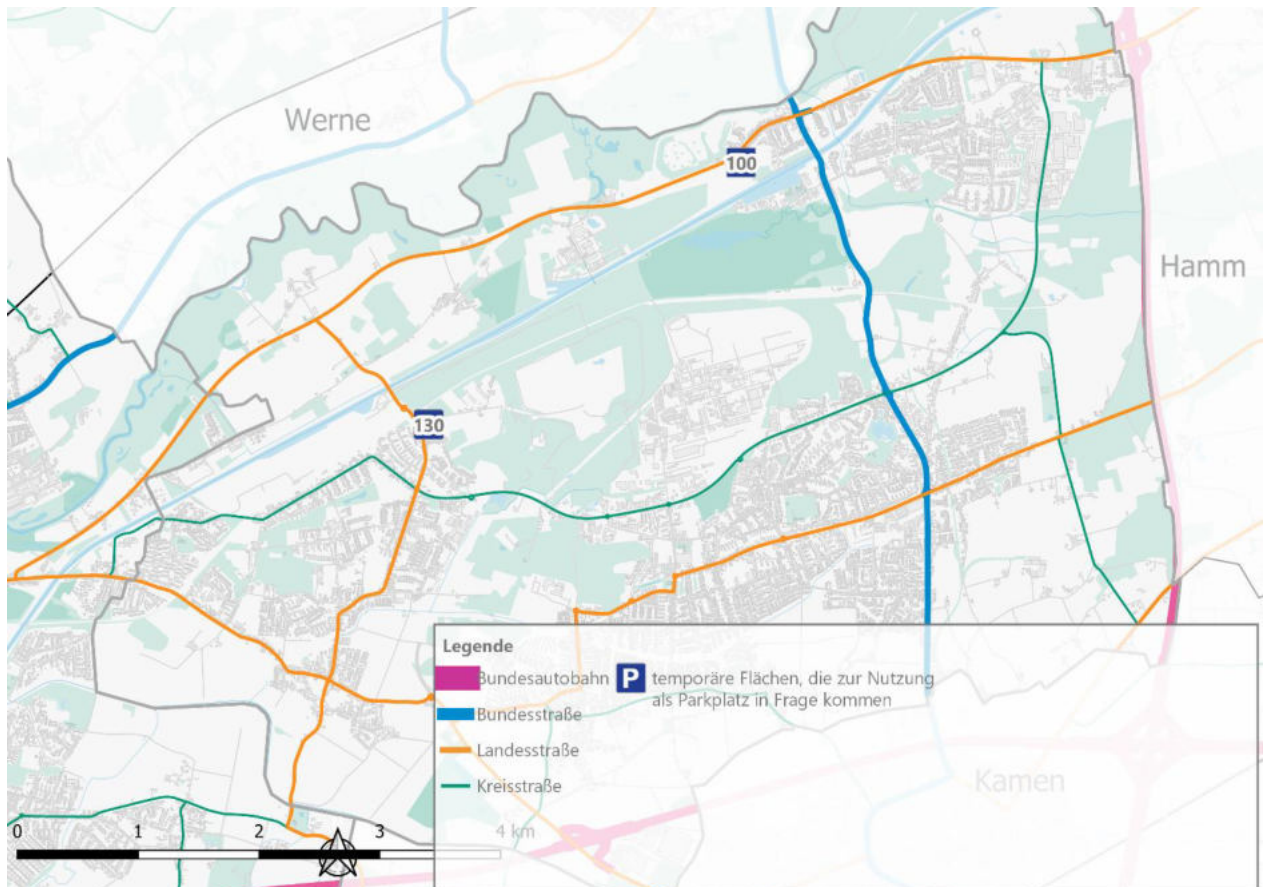 Werne
100
Hamm
130
Legende
Bundesautobahn
P temporäre Flächen, die zur Nutzung
als Parkplatz in Frage kommen
Bundesstraße
Landesstraße
Kreisstraße
Kamen
0 1 2 3 4 km